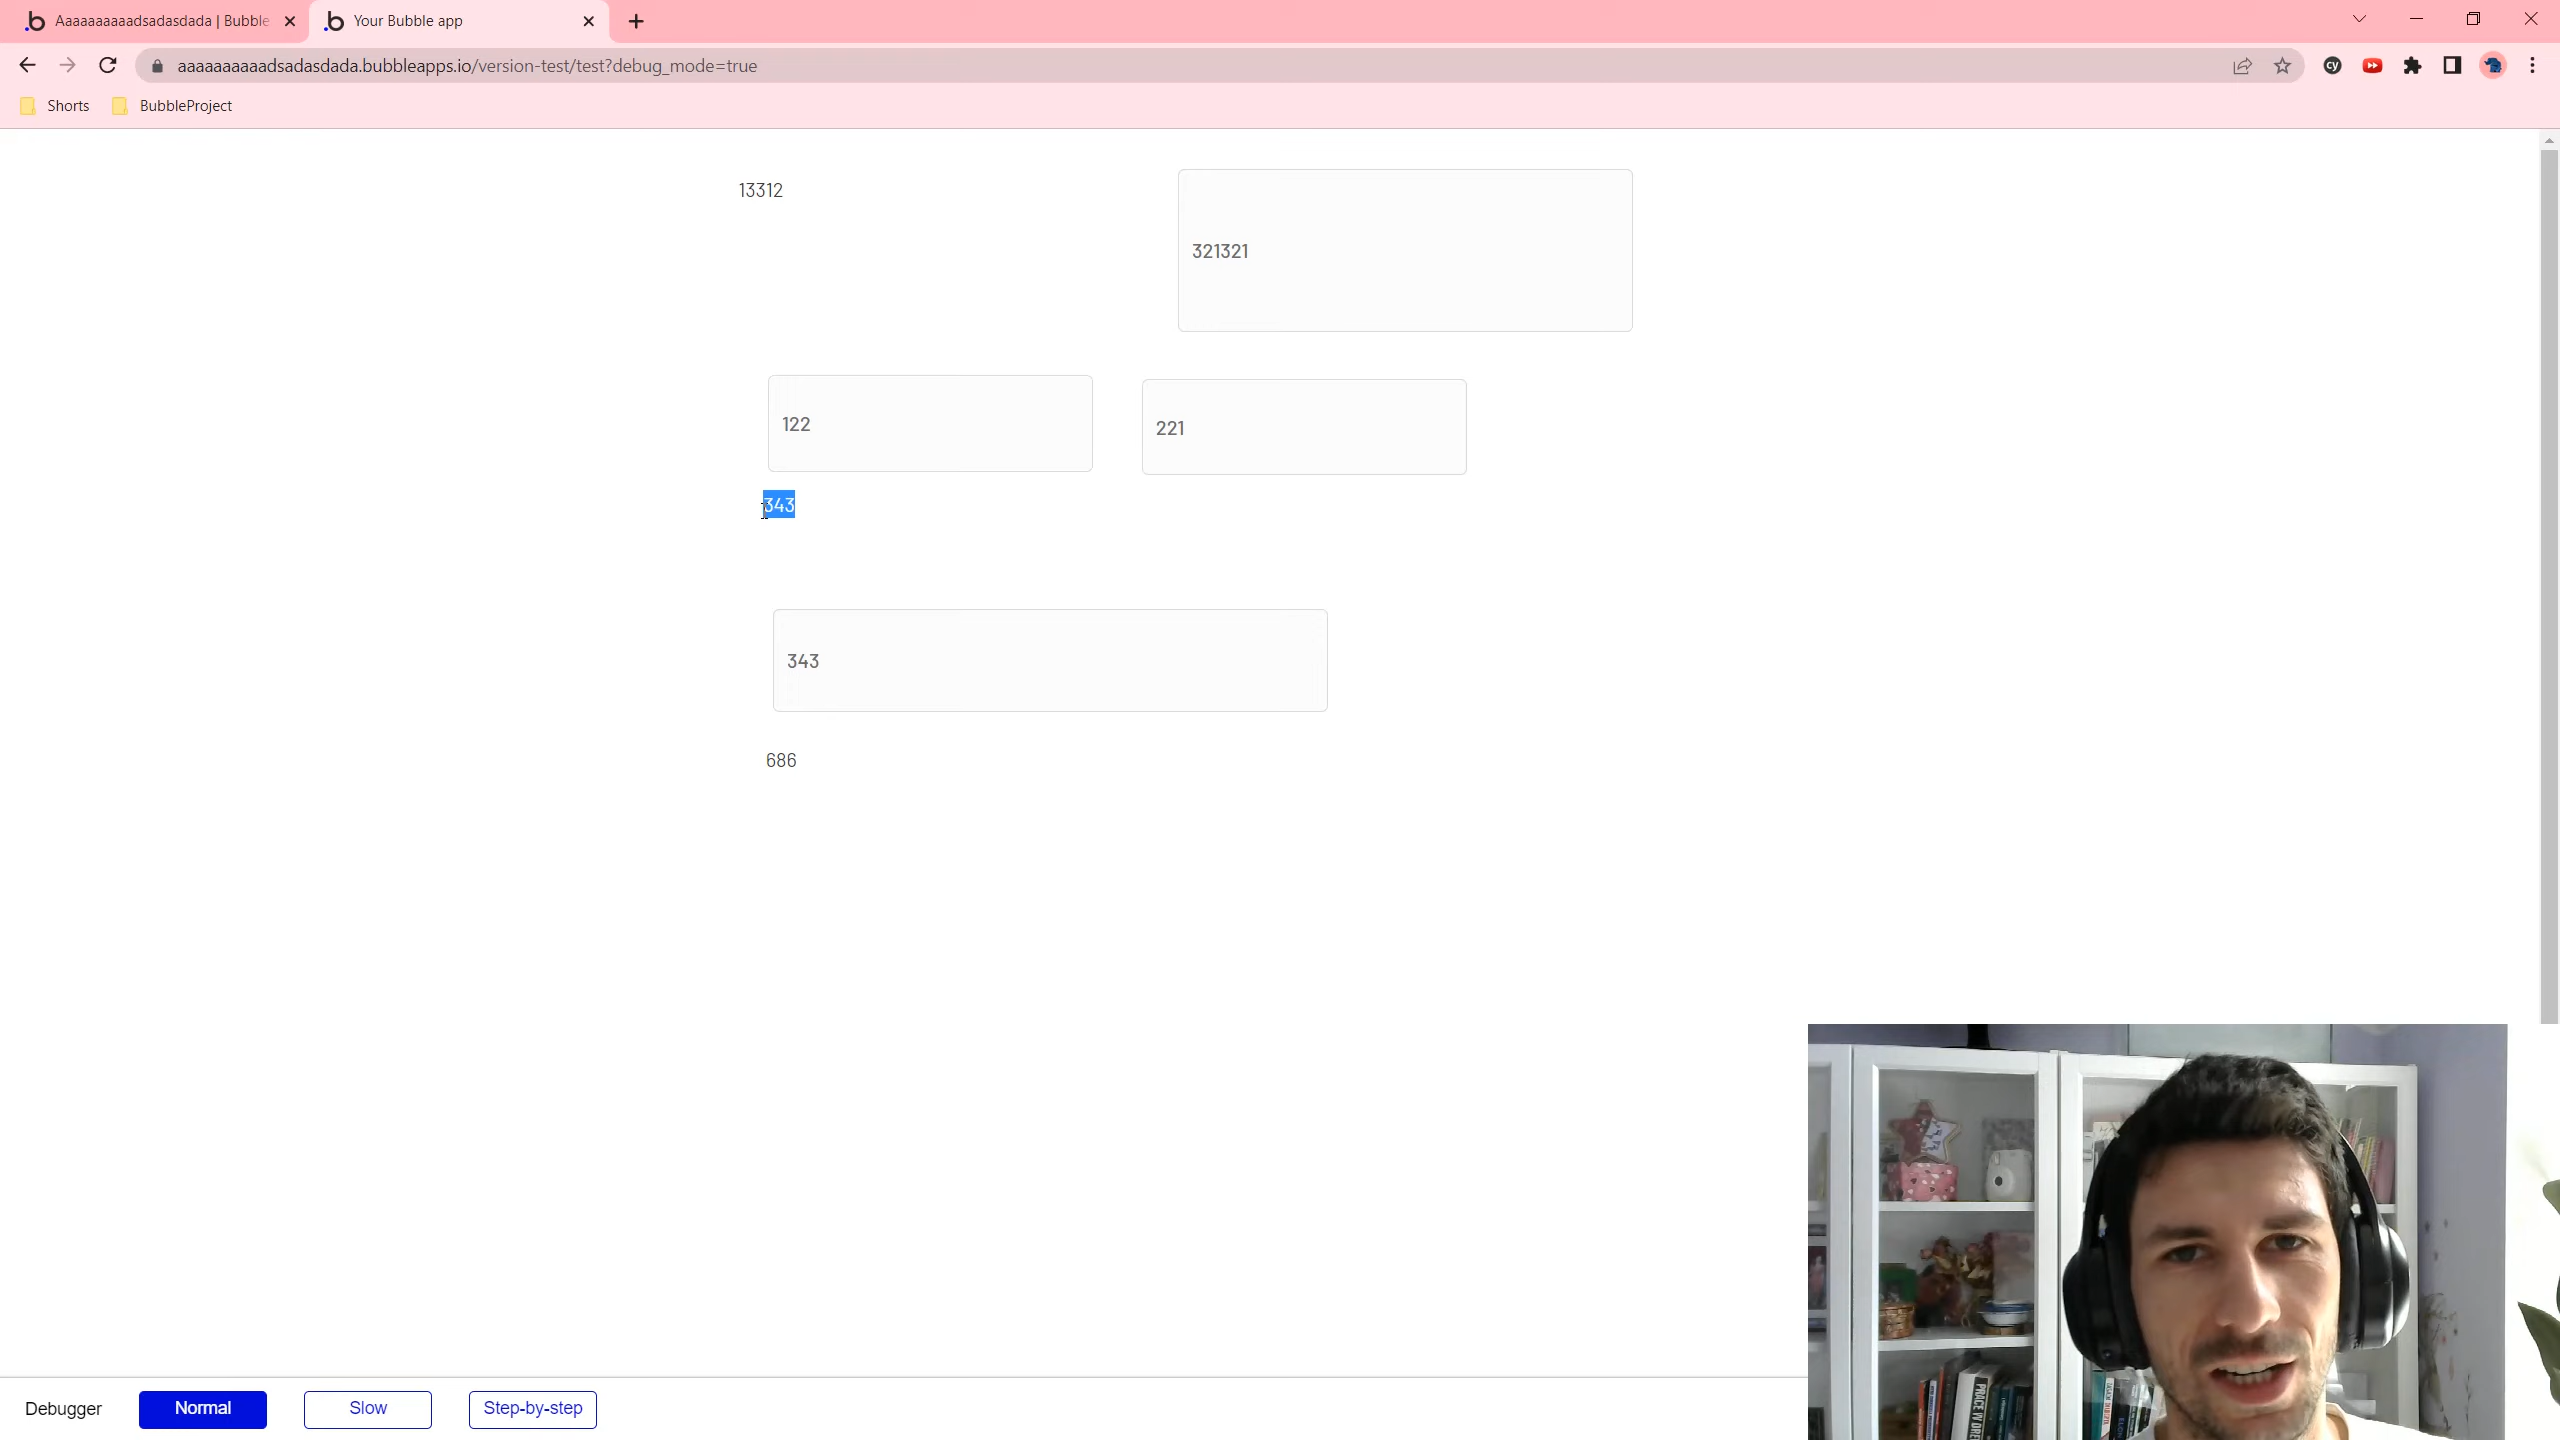 Aaaaaaaaaadsadasdada | Bubble
Your Bubble app
aaaaaaaaaadsadasdada.bubbleapps.io/version-test/test?debug_mode=true
Shorts
BubbleProject
13312
321321
122
221
343
343
686
Debugger
Normal
Slow
Step-by-step